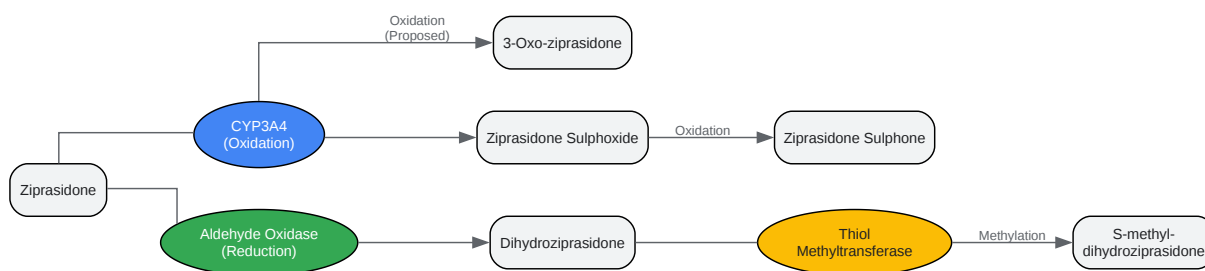 Oxidation
(Proposed)
3-Oxo-ziprasidone
CYP3A4
(Oxidation)
Ziprasidone Sulphoxide
Oxidation
Ziprasidone Sulphone
Ziprasidone
Aldehyde Oxidase
(Reduction)
Dihydroziprasidone
Thiol
Methyltransferase
Methylation
S-methyl-
dihydroziprasidone